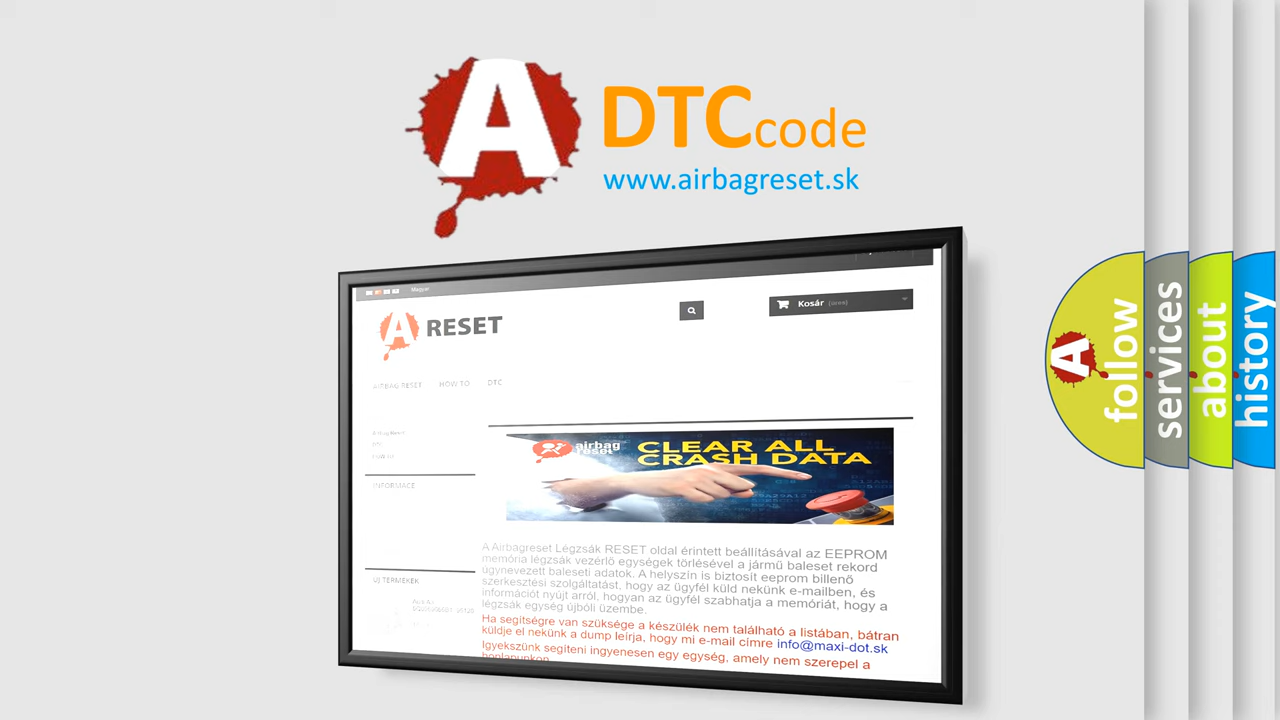 A
DTCcode
www.airbagreset.sk
Magyar
A RESET
Kosár (üres)
AIRBAG RESET HOW TO DTC
DTC
INFORMACE
airbag
reset
CLEAR ALL
CRASH DATA
A Airbagreset Légzsák RESET oldal érintett beállításával az EEPROM
memória légzsák vezérlő egységek törlésével a jármű baleset rekord
úgynevezett baleseti adatok. A helyszín is biztosít eeprom billenő
szerkesztési szolgáltatást, hogy az ügyfél küld nekünk e-mailben, és
információt nyújt arról, hogyan az ügyfél szabhatja a memóriát, hogy a
légzsák egység újbóli üzembe.
Ha segítségre van szüksége a készülék nem található a listában, bátran
küldje el nekünk a dump leírja, hogy mi e-mail címre info@maxi-dot.sk
Igyekszünk segíteni ingyenesen egy egység, amely nem szerepel a
honlapunkon
ÚJ TERMÉKEK
A
follow
services
about
history